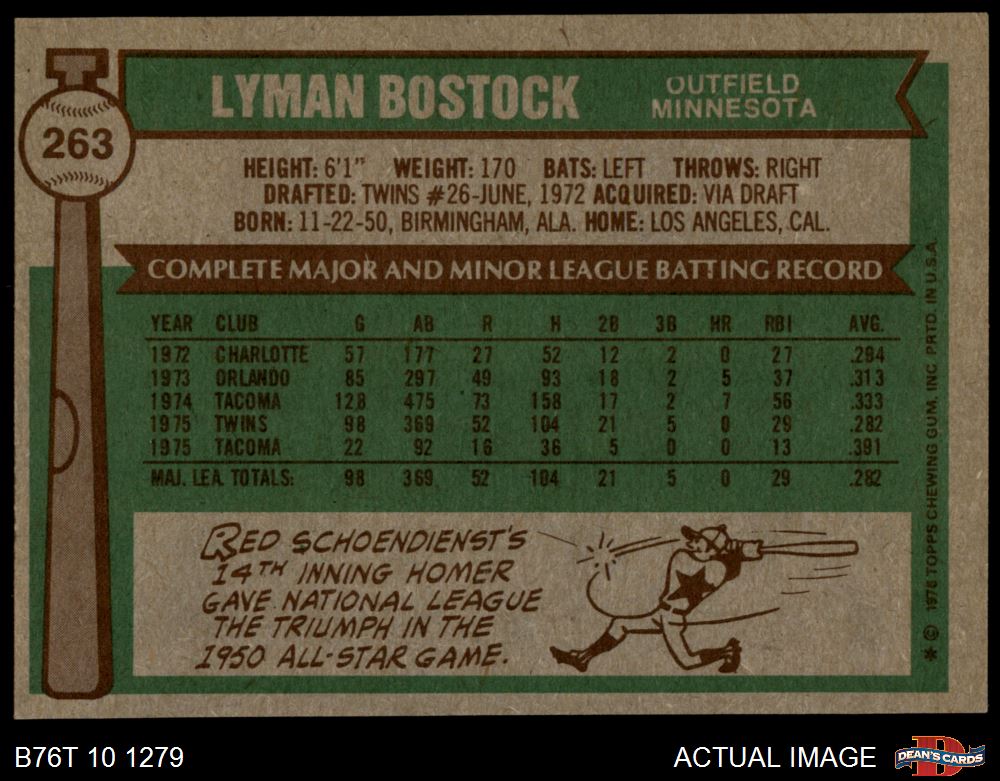 LYMAN BOSTOCK
OUTFIELD
MINNESOTA
263
HEIGHT: 6'1" WEIGHT: 170 BATS: LEFT THROWS: RIGHT
DRAFTED: TWINS #26-JUNE, 1972 ACQUIRED: VIA DRAFT
BORN: 11-22-50, BIRMINGHAM, ALA. HOME: LOS ANGELES, CAL.
COMPLETE MAJOR AND MINOR LEAGUE BATTING RECORD
YEAR CLUB G AB R H 2B 3B HR RBI AVG.
1972 CHARLOTTE 57 177 27 52 12 2 0 27 .294
1973 ORLANDO 85 297 49 93 18 2 5 37 .313
1974 TACOMA 128 475 73 158 17 2 7 56 .333
1975 TWINS 98 369 52 104 21 5 0 29 .282
1975 TACOMA 22 92 16 36 5 0 0 13 .391
MAJ. LEA. TOTALS: 98 369 52 104 21 5 0 29 .282
RED SCHOENDIENST'S
14TH INNING HOMER
GAVE NATIONAL LEAGUE
THE TRIUMPH IN THE
1950 ALL-STAR GAME.
* © 1976 TOPPS CHEWING GUM, INC. PRTD. IN U.S.A.
B76T 10 1279
ACTUAL IMAGE
D
DEAN'S CARDS